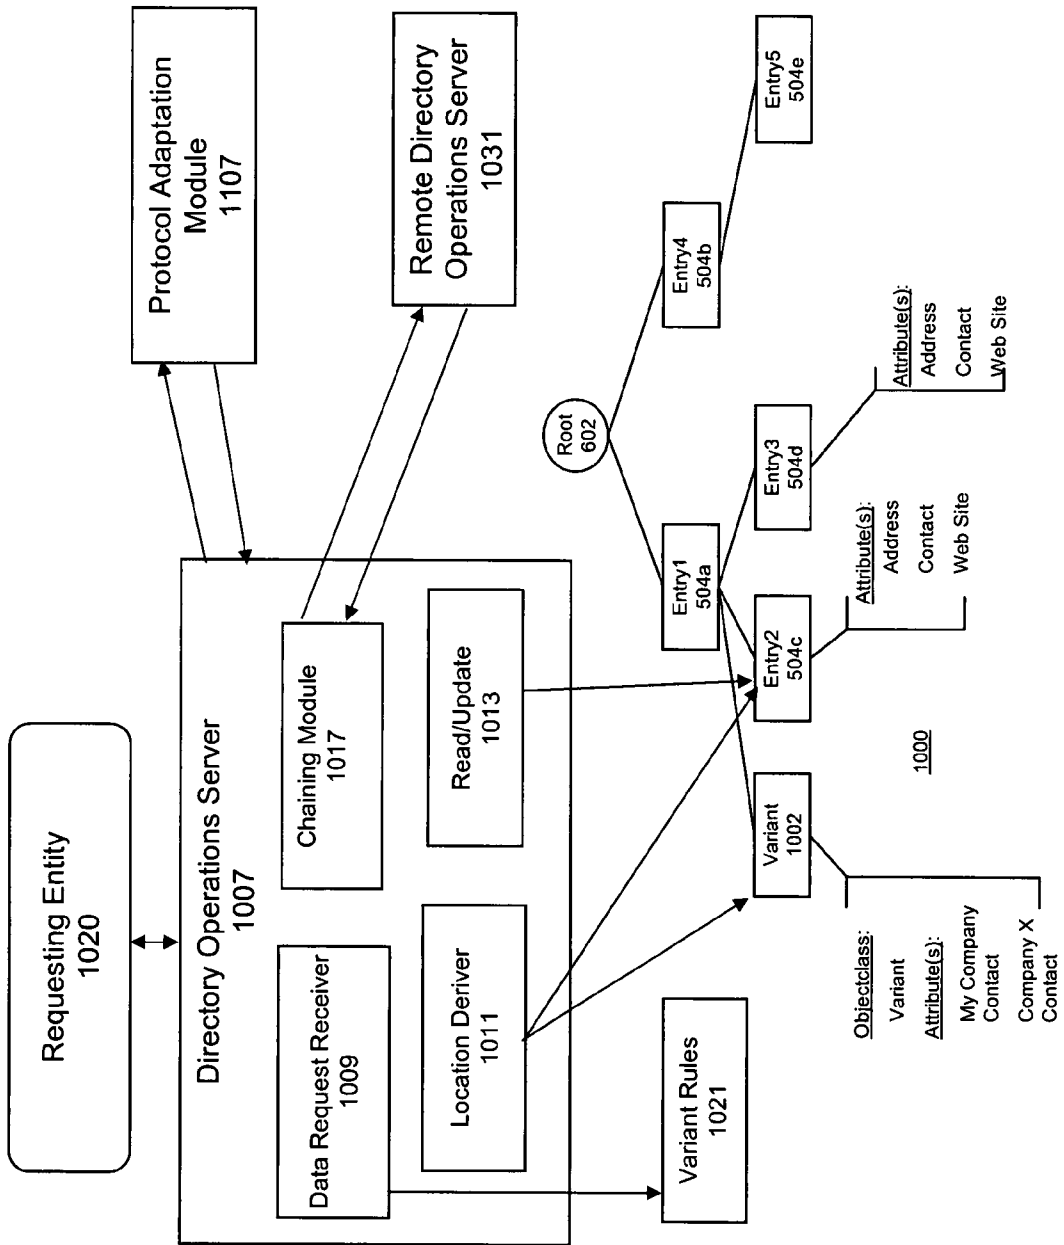 Requesting Entity
1020
Directory Operations Server
1007
Data Request Receiver
1009
Chaining Module
1017
Location Deriver
1011
Read/Update
1013
Protocol Adaptation
Module
1107
Remote Directory
Operations Server
1031
Variant Rules
1021
Root
602
Entry1
504a
Entry4
504b
Variant
1002
Entry2
504c
Entry3
504d
Entry5
504e
Objectclass:
Variant
Attribute(s):
My Company
Contact
Company X
Contact
Attribute(s):
Address
Contact
Web Site
Attribute(s):
Address
Contact
Web Site
1000